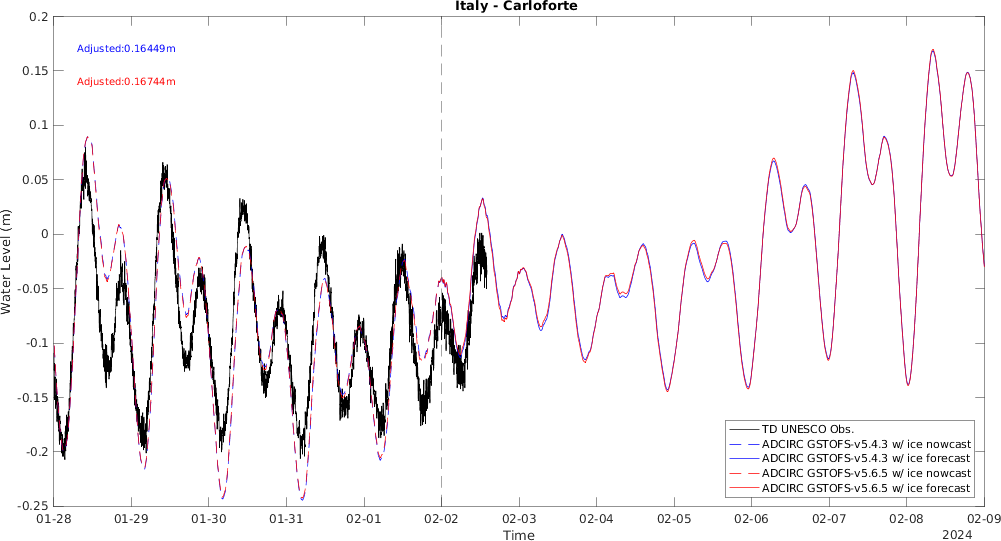 Italy - Carloforte
0.2
0.15
0.1
0.05
0
-0.05
-0.1
-0.15
-0.2
-0.25
Water Level (m)
Adjusted:0.16449m
Adjusted:0.16744m
TD UNESCO Obs.
ADCIRC GSTOFS-v5.4.3 w/ ice nowcast
ADCIRC GSTOFS-v5.4.3 w/ ice forecast
ADCIRC GSTOFS-v5.6.5 w/ ice nowcast
ADCIRC GSTOFS-v5.6.5 w/ ice forecast
01-28 01-29 01-30 01-31 02-01 02-02 02-03 02-04 02-05 02-06 02-07 02-08 02-09
Time
2024